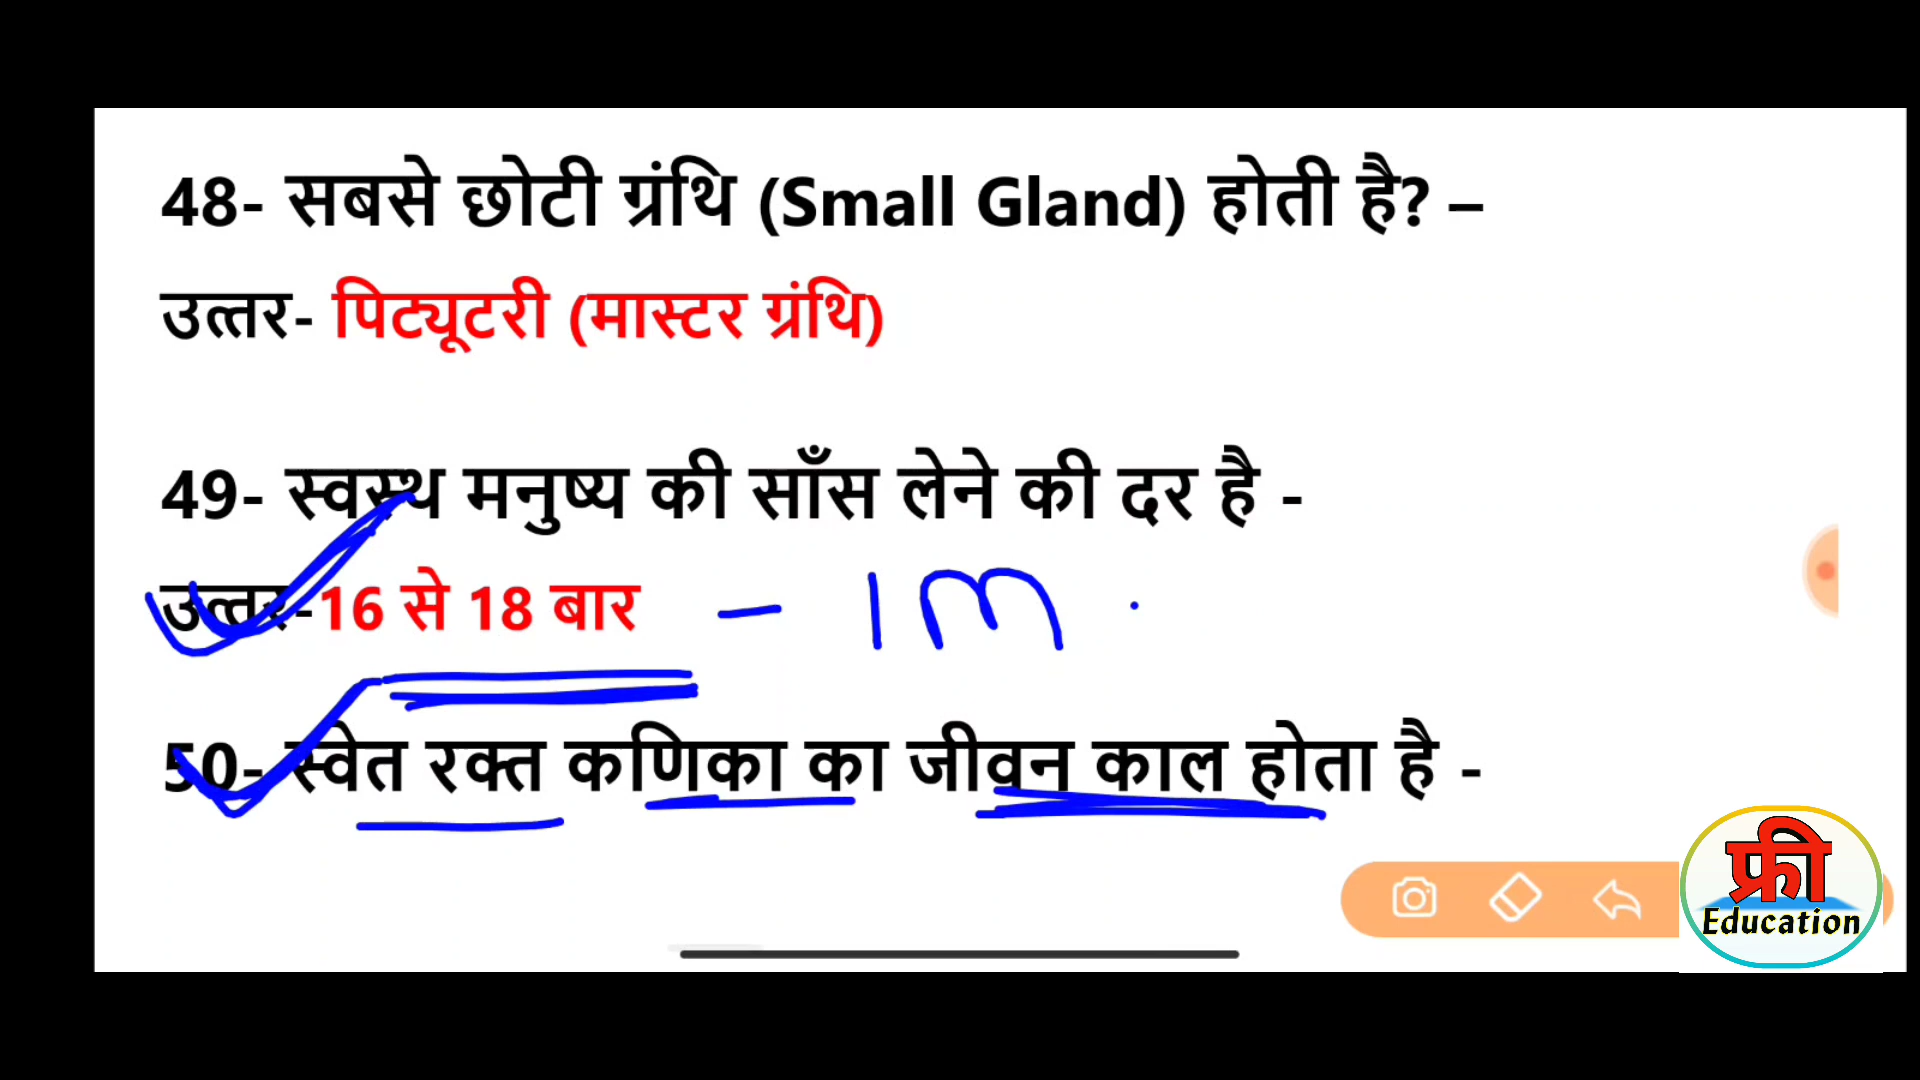 48- सबसे छोटी ग्रंथि (Small Gland) होती है? –
उत्तर- पिट्यूटरी (मास्टर ग्रंथि)
49- स्वस्थ मनुष्य की साँस लेने की दर है -
उत्तर-16 से 18 बार – 1 m .
50- स्वेत रक्त कणिका का जीवन काल होता है -
फ्री
Education